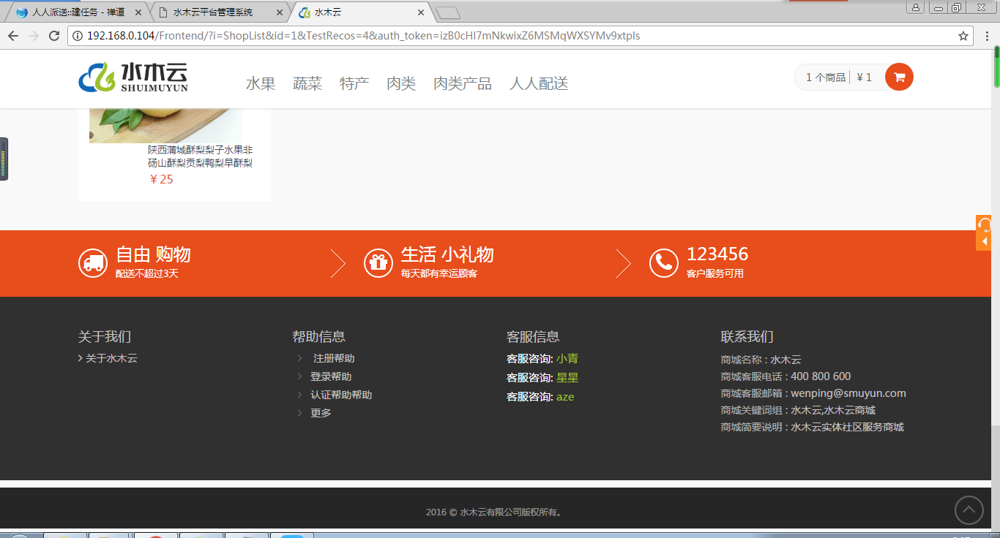 人人派送::建任务 - 禅道
水木云平台管理系统
水木云
192.168.0.104/Frontend/?i=ShopList&id=1&TestRecos=4&auth_token=izB0cHI7mNkwixZ6MSMqWXSYMv9xtpls
水木云
SHUIMUYUN
水果 蔬菜 特产 肉类 肉类产品 人人配送
1 个商品 ¥ 1
陕西蒲城酥梨梨子水果非
砀山酥梨贡梨鸭梨早酥梨
¥ 25
自由 购物
配送不超过3天
生活 小礼物
每天都有幸运顾客
123456
客户服务可用
关于我们
关于水木云
帮助信息
注册帮助
登录帮助
认证帮助帮助
更多
客服信息
客服咨询: 小青
客服咨询: 星星
客服咨询: aze
联系我们
商城名称 : 水木云
商城客服电话 : 400 800 600
商城客服邮箱 : wenping@smuyun.com
商城关键词组 : 水木云,水木云商城
商城简要说明 : 水木云实体社区服务商城
2016 © 水木云有限公司版权所有。